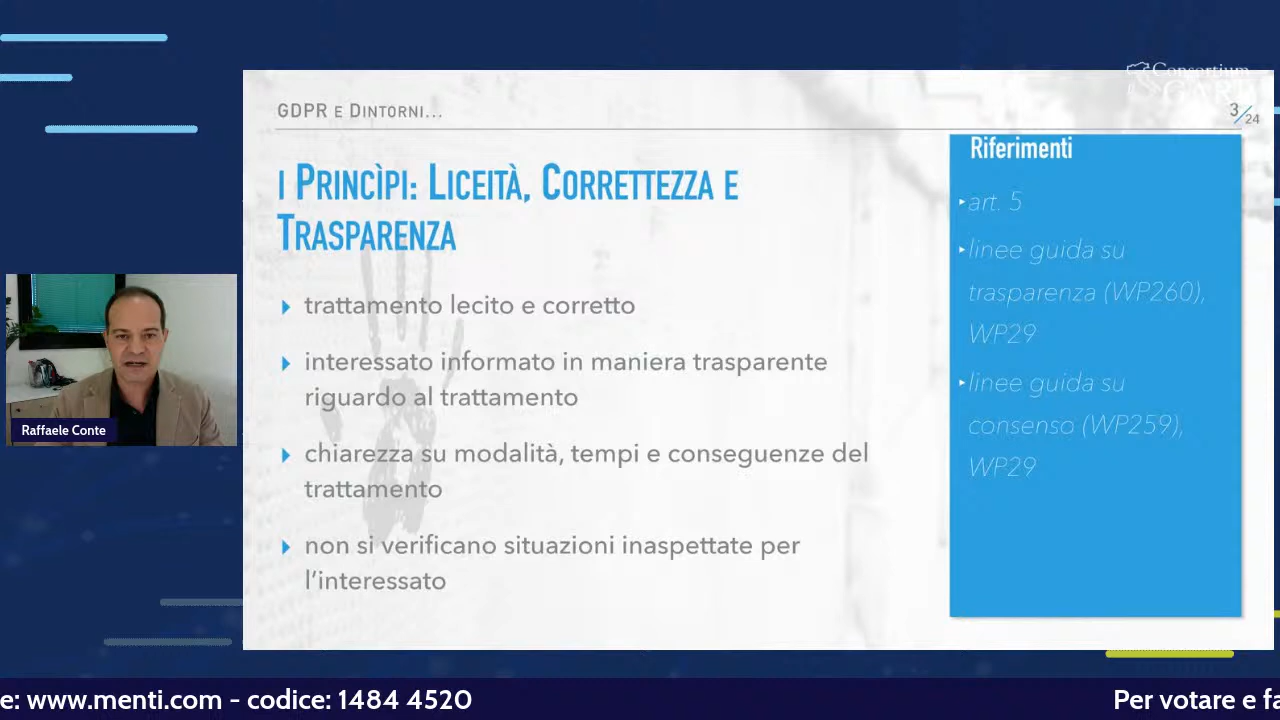 Consortium
GARR
GDPR e Dintorni...
3/24
I Princìpi: Liceità, Correttezza e
Trasparenza
trattamento lecito e corretto
interessato informato in maniera trasparente
riguardo al trattamento
chiarezza su modalità, tempi e conseguenze del
trattamento
non si verificano situazioni inaspettate per
l'interessato
Riferimenti
art. 5
linee guida su
trasparenza (WP260),
WP29
linee guida su
consenso (WP259),
WP29
Raffaele Conte
e: www.menti.com - codice: 1484 4520
Per votare e fa